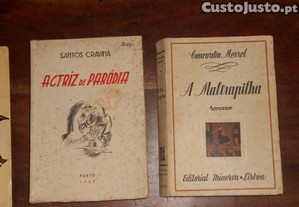 CustoJusto.pt
SANTOS CRAVINA
ACTRIZ DE PARÓDIA
PORTO
Concordia Merrel
A Maltrapilha
romance
Editorial Minerva - Lisboa